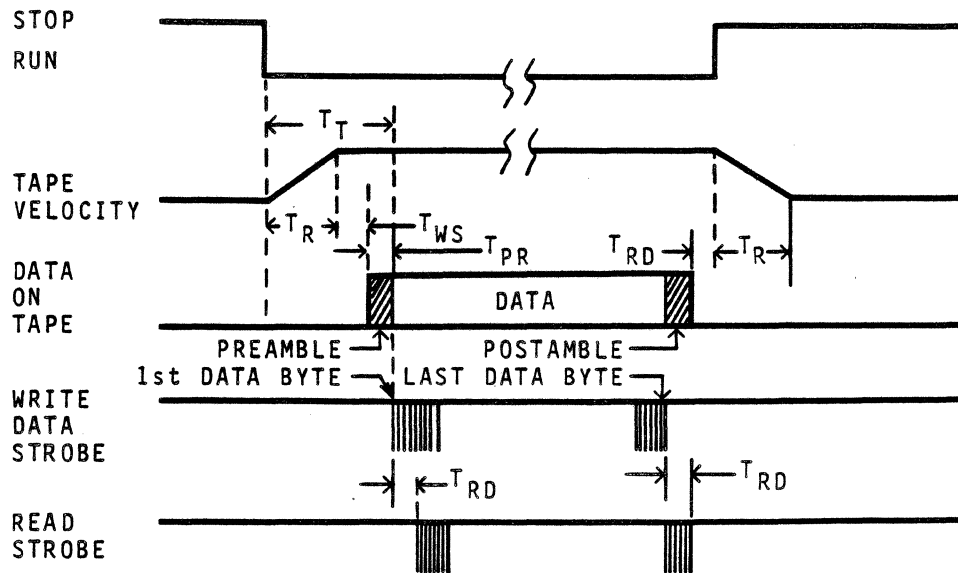 STOP
RUN
T_T
TAPE
VELOCITY
T_R
T_WS
T_PR
T_RD
T_R
DATA
ON
TAPE
DATA
PREAMBLE
POSTAMBLE
1st DATA BYTE
LAST DATA BYTE
WRITE
DATA
STROBE
T_RD
T_RD
READ
STROBE